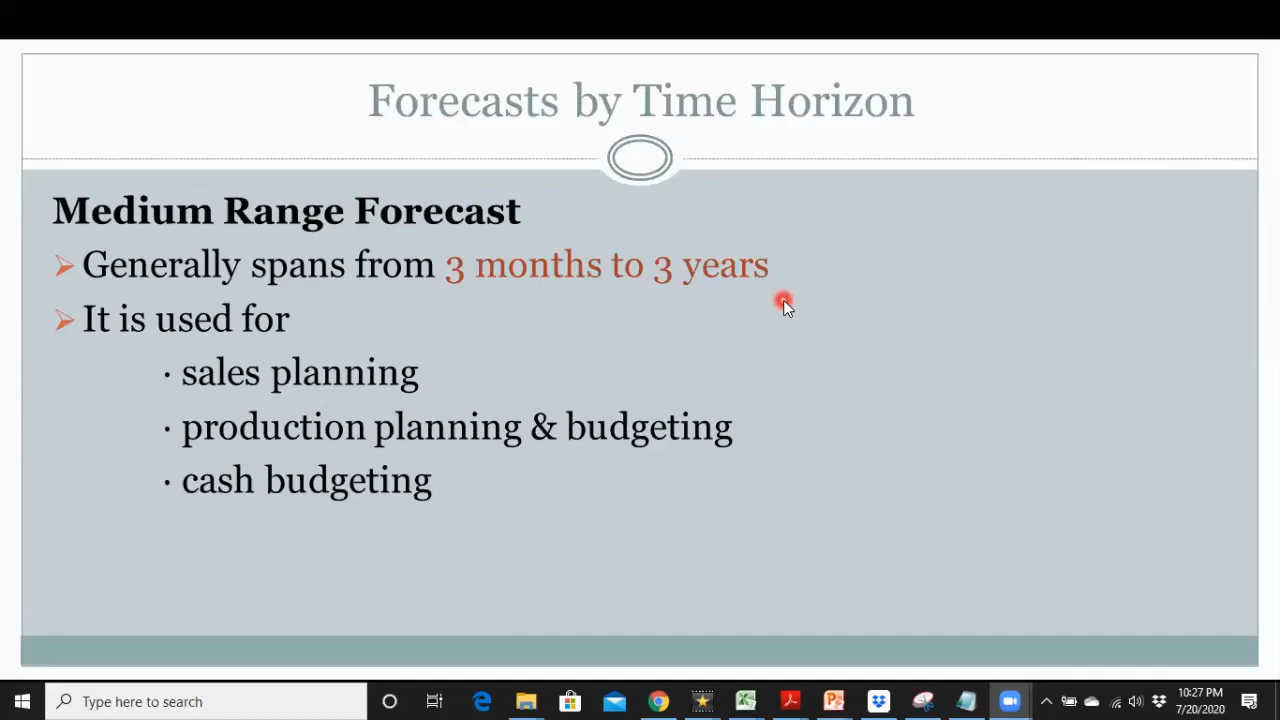 Forecasts by Time Horizon
Medium Range Forecast
Generally spans from 3 months to 3 years
It is used for
· sales planning
· production planning & budgeting
· cash budgeting
Type here to search
10:27 PM
7/20/2020